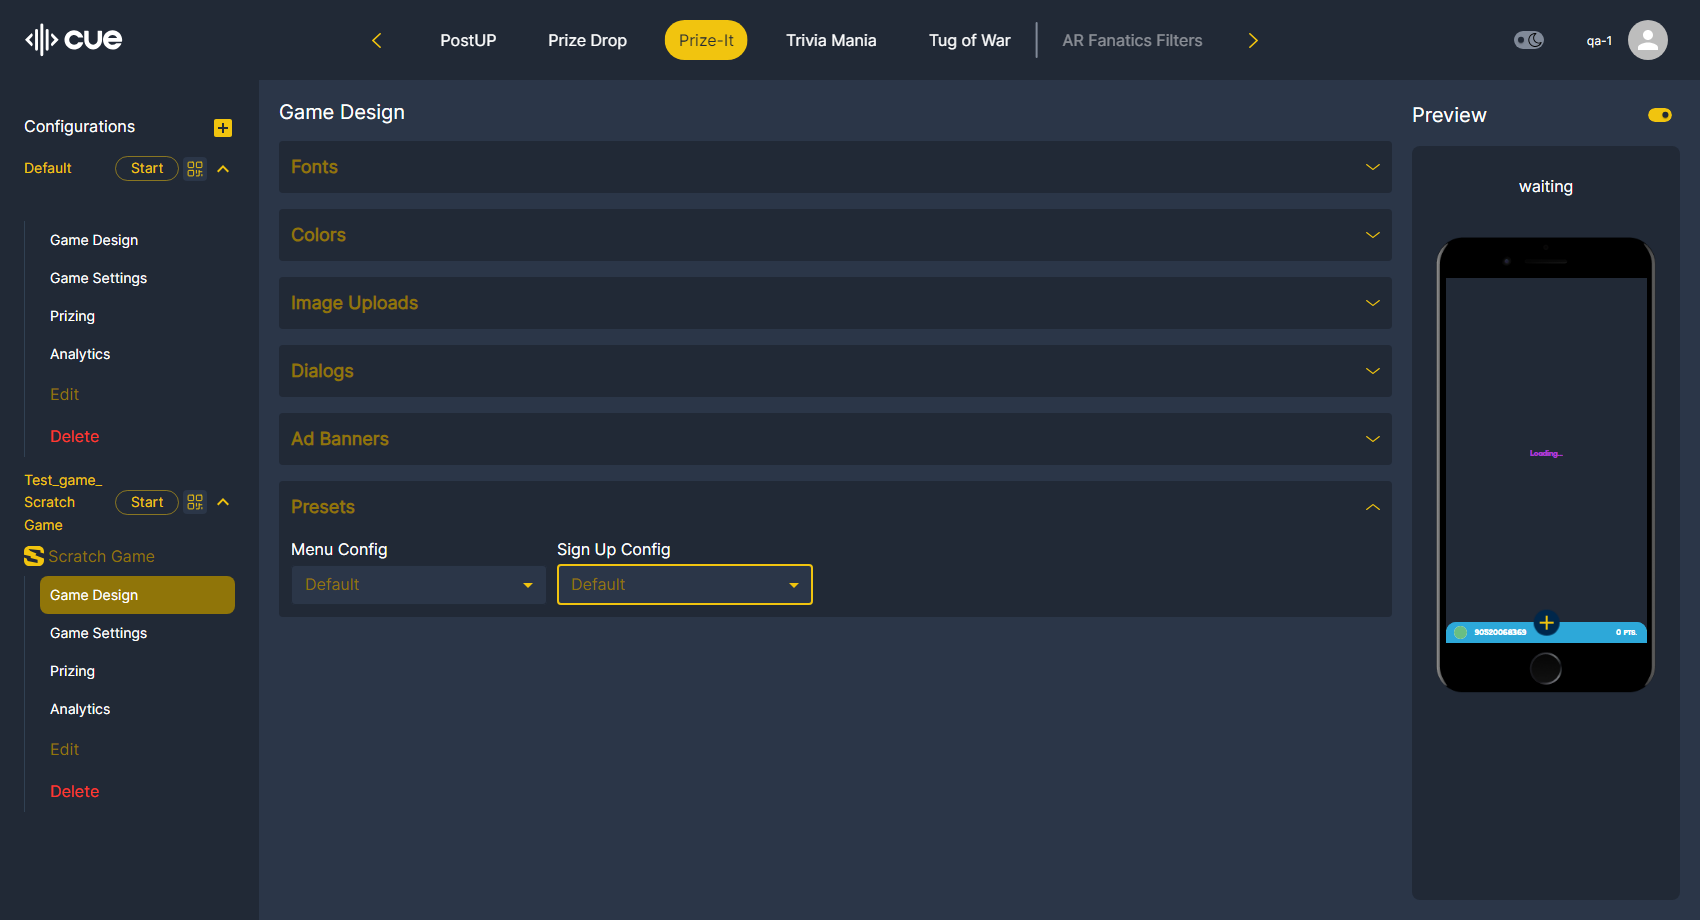 cue
PostUP
Prize Drop
Prize-It
Trivia Mania
Tug of War
AR Fanatics Filters
qa-1
Configurations
Default
Start
Game Design
Game Settings
Prizing
Analytics
Edit
Delete
Test_game_
Scratch
Game
Start
Scratch Game
Game Design
Game Settings
Prizing
Analytics
Edit
Delete
Game Design
Fonts
Colors
Image Uploads
Dialogs
Ad Banners
Presets
Menu Config
Sign Up Config
Default
Default
Preview
waiting
Loading...
90520068369
0 PTS.